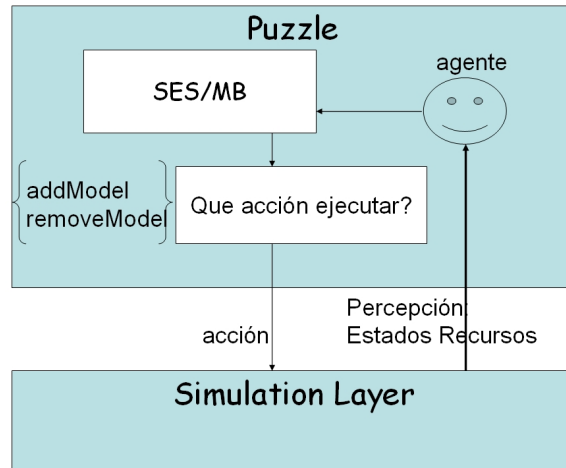 Puzzle
agente
SES/MB
addModel
removeModel
Que acción ejecutar?
acción
Percepción:
Estados Recursos
Simulation Layer